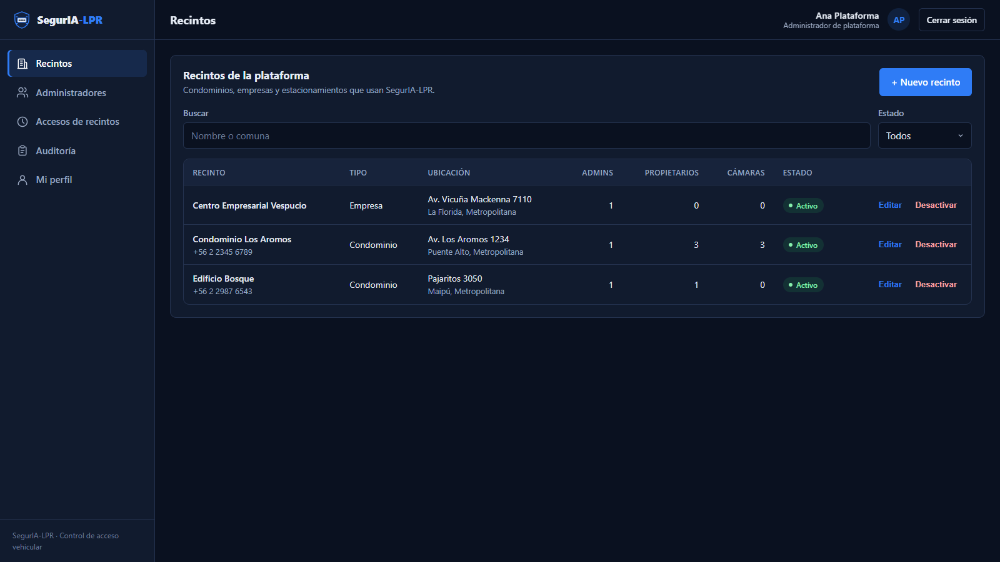 SegurIA-LPR
Recintos
Administradores
Accesos de recintos
Auditoría
Mi perfil
SegurIA-LPR · Control de acceso
vehicular
Recintos
Ana Plataforma
Administrador de plataforma
AP
Cerrar sesión
Recintos de la plataforma
Condominios, empresas y estacionamientos que usan SegurIA-LPR.
+ Nuevo recinto
Buscar
Nombre o comuna
Estado
Todos
RECINTO TIPO UBICACIÓN ADMINS PROPIETARIOS CÁMARAS ESTADO
Centro Empresarial Vespucio Empresa Av. Vicuña Mackenna 7110 1 0 0 Activo Editar Desactivar
La Florida, Metropolitana
Condominio Los Aromos Condominio Av. Los Aromos 1234 1 3 3 Activo Editar Desactivar
+56 2 2345 6789 Puente Alto, Metropolitana
Edificio Bosque Condominio Pajaritos 3050 1 1 0 Activo Editar Desactivar
+56 2 2987 6543 Maipú, Metropolitana